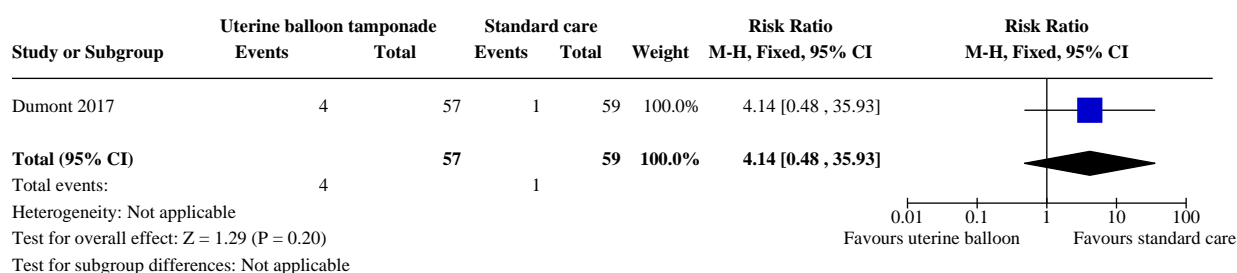 Uterine balloon tamponade Standard care Risk Ratio Risk Ratio
Study or Subgroup Events Total Events Total Weight M-H, Fixed, 95% CI M-H, Fixed, 95% CI
Dumont 2017 4 57 1 59 100.0% 4.14 [0.48 , 35.93]
Total (95% CI) 57 59 100.0% 4.14 [0.48 , 35.93]
Total events: 4 1
Heterogeneity: Not applicable
0.01 0.1 1 10 100
Test for overall effect: Z = 1.29 (P = 0.20)
Favours uterine balloon Favours standard care
Test for subgroup differences: Not applicable